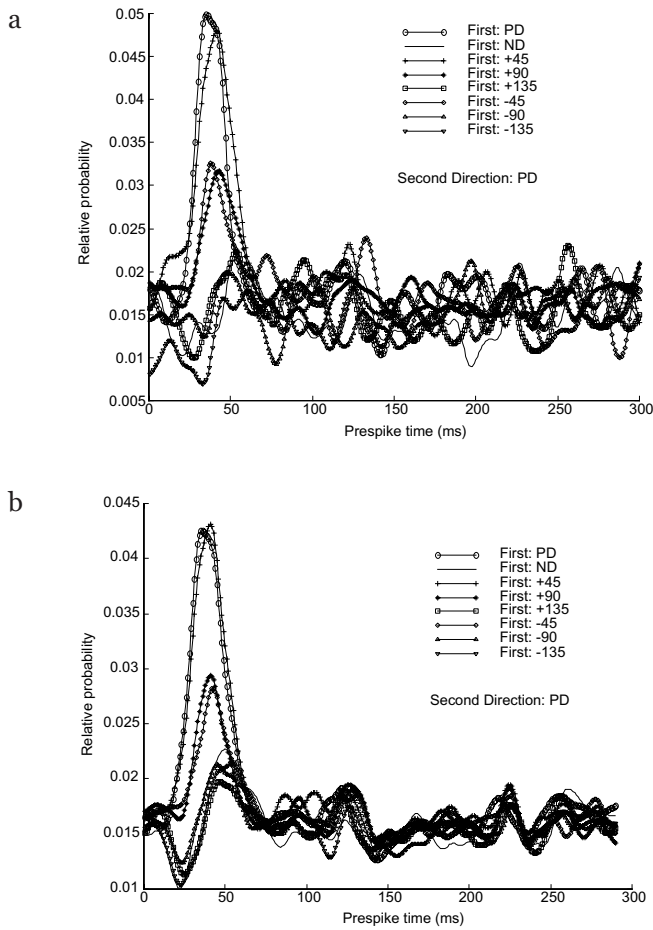 a
0.05
0.045
0.04
0.035
0.03
0.025
0.02
0.015
0.01
0.005
Relative probability
0 50 100 150 200 250 300
Prespike time (ms)
First: PD
First: ND
First: +45
First: +90
First: +135
First: -45
First: -90
First: -135
Second Direction: PD
b
0.045
0.04
0.035
0.03
0.025
0.02
0.015
0.01
Relative probability
0 50 100 150 200 250 300
Prespike time (ms)
First: PD
First: ND
First: +45
First: +90
First: +135
First: -45
First: -90
First: -135
Second Direction: PD